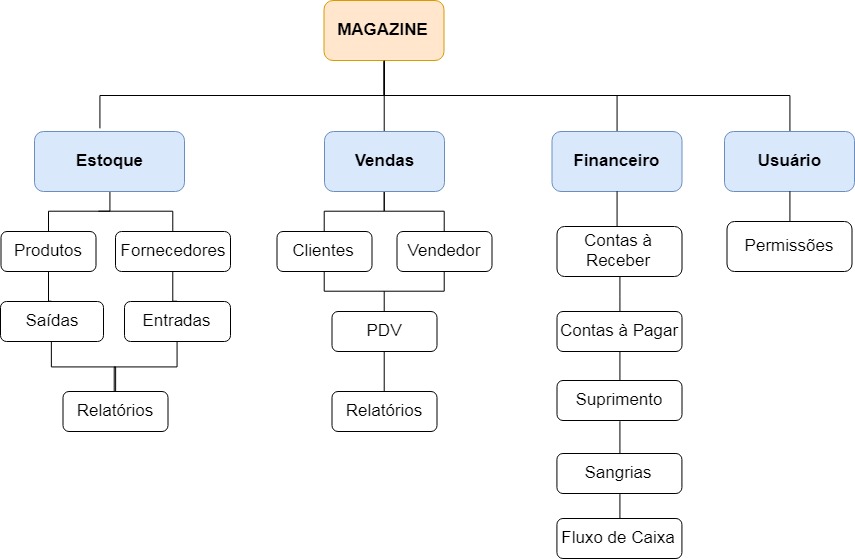 MAGAZINE
Estoque
Vendas
Financeiro
Usuário
Produtos
Fornecedores
Clientes
Vendedor
Contas à
Receber
Permissões
Saídas
Entradas
PDV
Contas à Pagar
Relatórios
Relatórios
Suprimento
Sangrias
Fluxo de Caixa